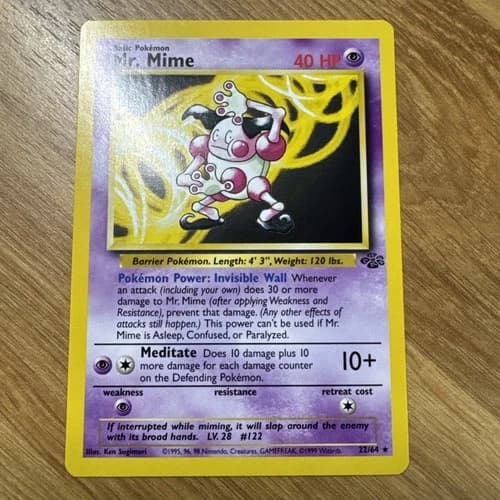 Basic Pokémon
Mr. Mime 40 HP
Barrier Pokémon. Length: 4' 3", Weight: 120 lbs.
Pokémon Power: Invisible Wall Whenever
an attack (including your own) does 30 or more
damage to Mr. Mime (after applying Weakness and
Resistance), prevent that damage. (Any other effects of
attacks still happen.) This power can't be used if Mr.
Mime is Asleep, Confused, or Paralyzed.
Meditate Does 10 damage plus 10
more damage for each damage counter
on the Defending Pokémon.
10+
weakness resistance retreat cost
If interrupted while miming, it will slap around the enemy
with its broad hands. LV. 28 #122
Illus. Ken Sugimori ©1995, 96, 98 Nintendo, Creatures, GAMEFREAK. ©1999 Wizards. 22/64 ★